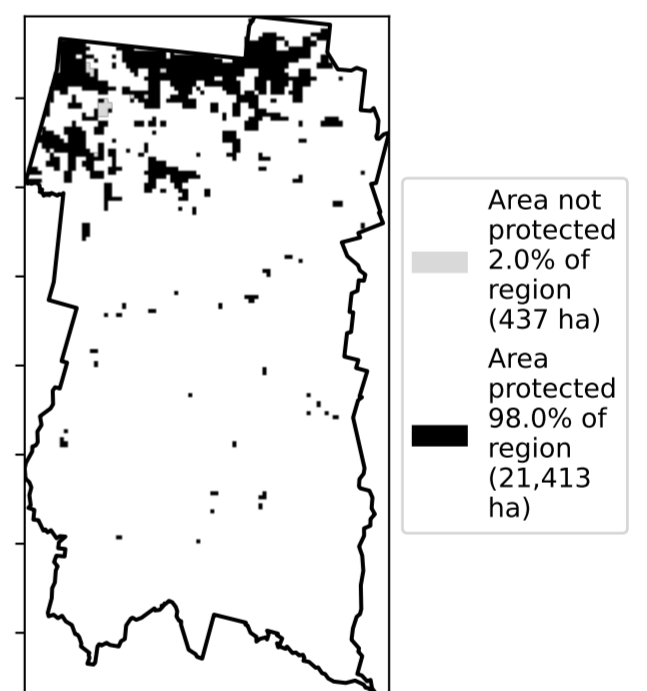 Area not
protected
2.0% of
region
(437 ha)
Area
protected
98.0% of
region
(21,413
ha)